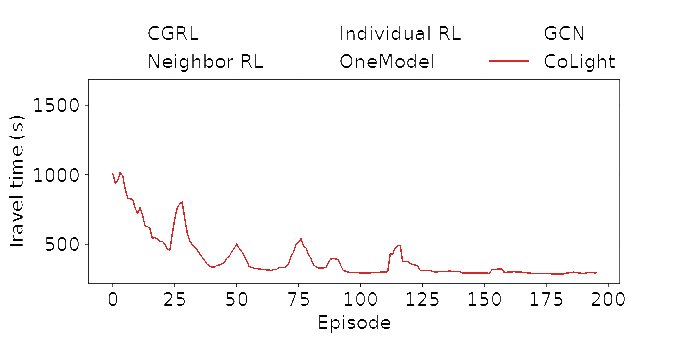 CGRL Individual RL GCN
Neighbor RL OneModel CoLight
Travel time (s)
1500
1000
500
0 25 50 75 100 125 150 175 200
Episode